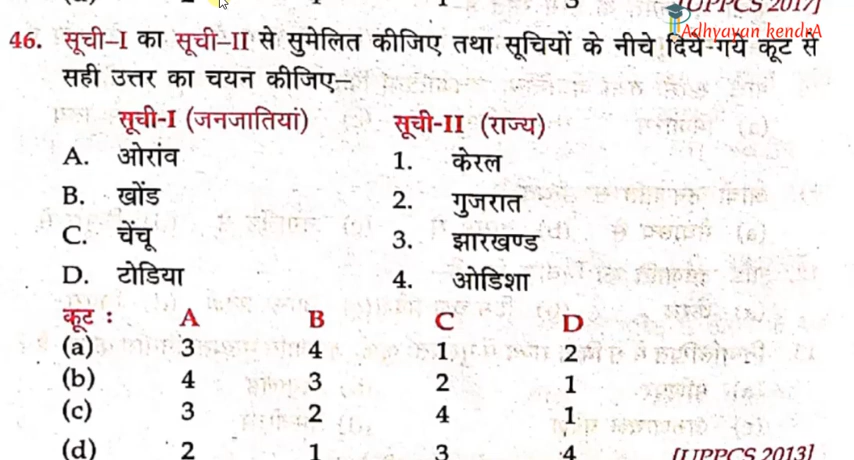 3 [UPPCS 2017]
Adhyayan kendrA
46. सूची–I का सूची–II से सुमेलित कीजिए तथा सूचियों के नीचे दिये गये कूट से
सही उत्तर का चयन कीजिए–
सूची-I (जनजातियां) सूची-II (राज्य)
A. ओरांव 1. केरल
B. खोंड 2. गुजरात
C. चेंचू 3. झारखण्ड
D. टोडिया 4. ओडिशा
कूट : A B C D
(a) 3 4 1 2
(b) 4 3 2 1
(c) 3 2 4 1
(d) 2 1 3 4 [UPPCS 2013]